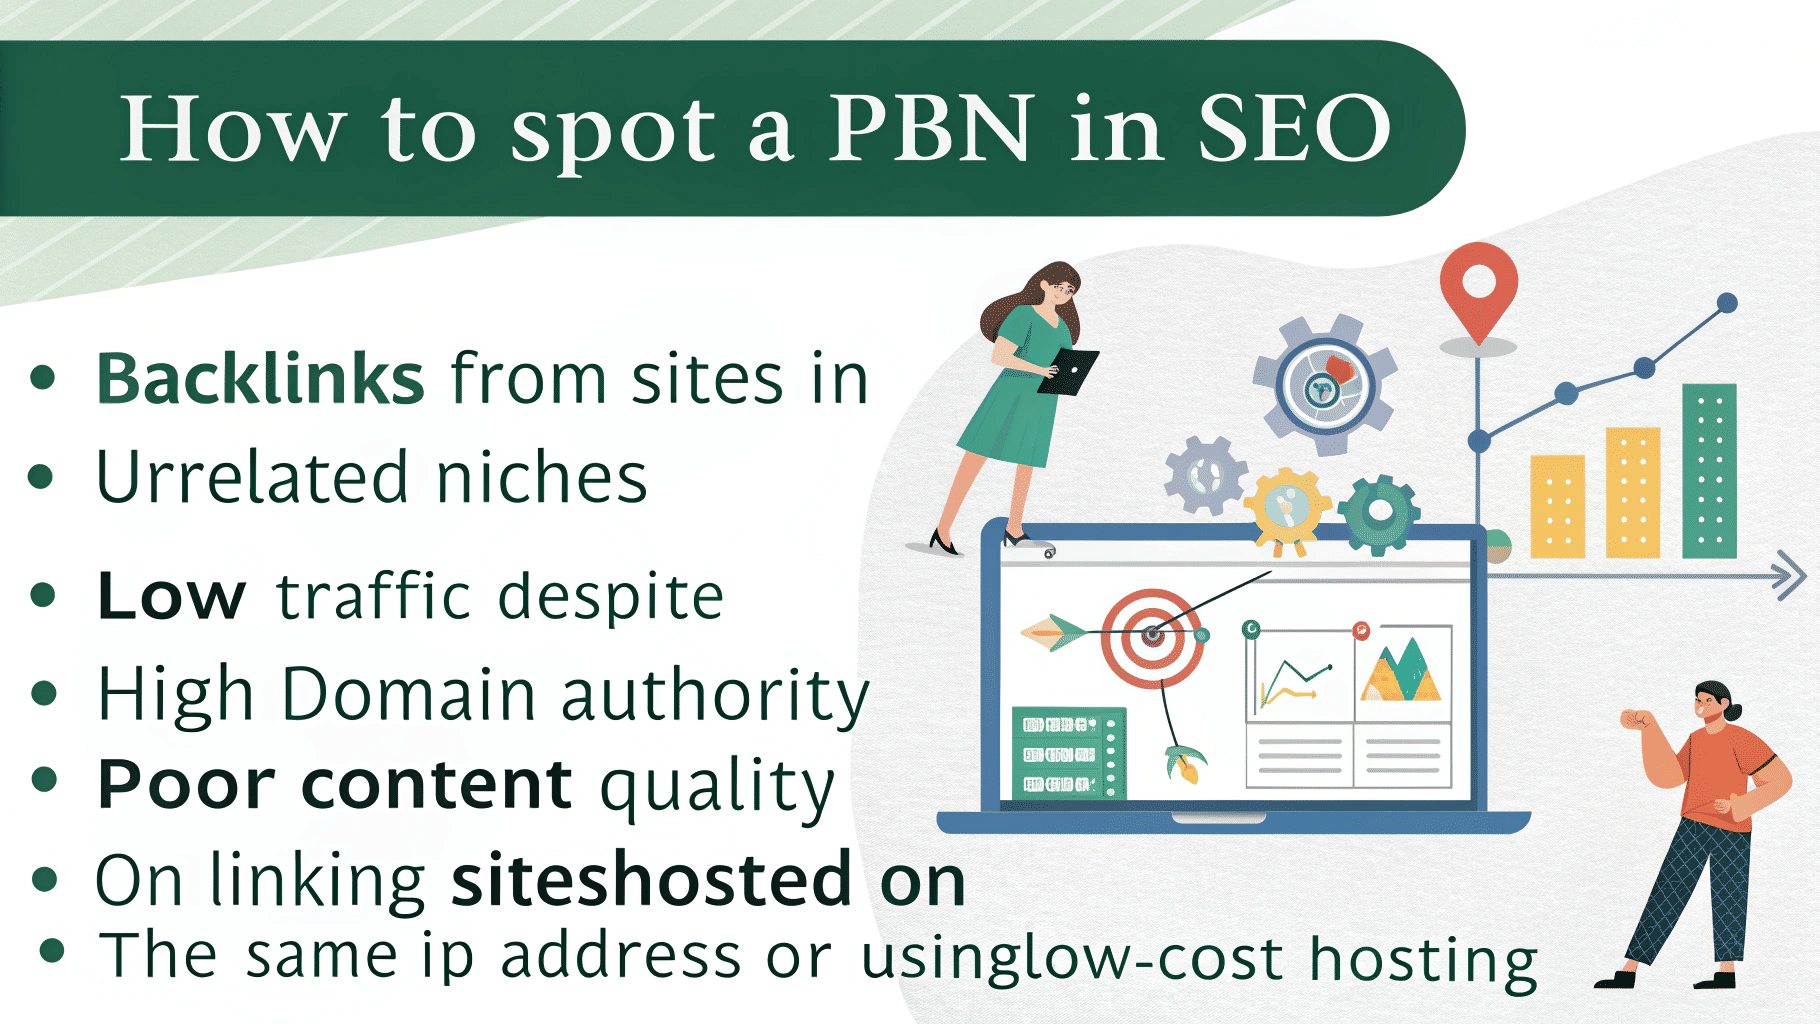 How to spot a PBN in SEO
• Backlinks from sites in
• Urrelated niches
• Low traffic despite
• High Domain authority
• Poor content quality
• On linking siteshosted on
• The same ip address or usinglow-cost hosting